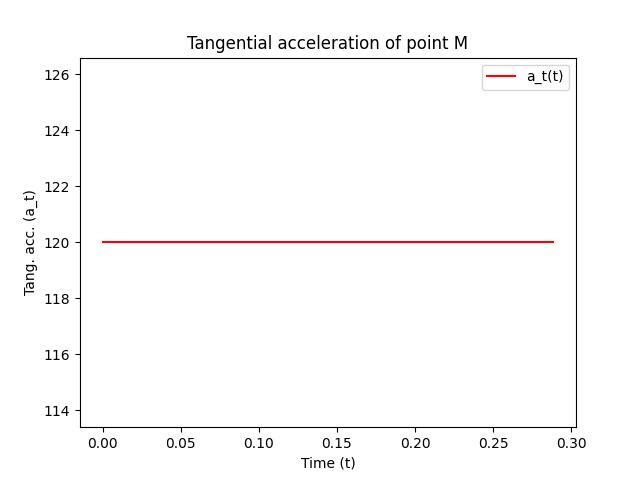 Tangential acceleration of point M
a_t(t)
126
124
122
120
118
116
114
Tang. acc. (a_t)
0.00 0.05 0.10 0.15 0.20 0.25 0.30
Time (t)